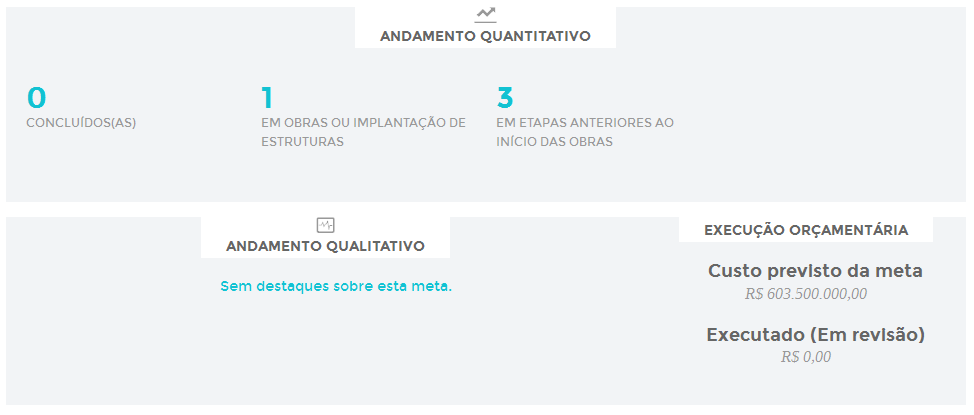 ANDAMENTO QUANTITATIVO
0
CONCLUÍDOS(AS)
1
EM OBRAS OU IMPLANTAÇÃO DE
ESTRUTURAS
3
EM ETAPAS ANTERIORES AO
INÍCIO DAS OBRAS
ANDAMENTO QUALITATIVO
Sem destaques sobre esta meta.
EXECUÇÃO ORÇAMENTÁRIA
Custo previsto da meta
R$ 603.500.000,00
Executado (Em revisão)
R$ 0,00